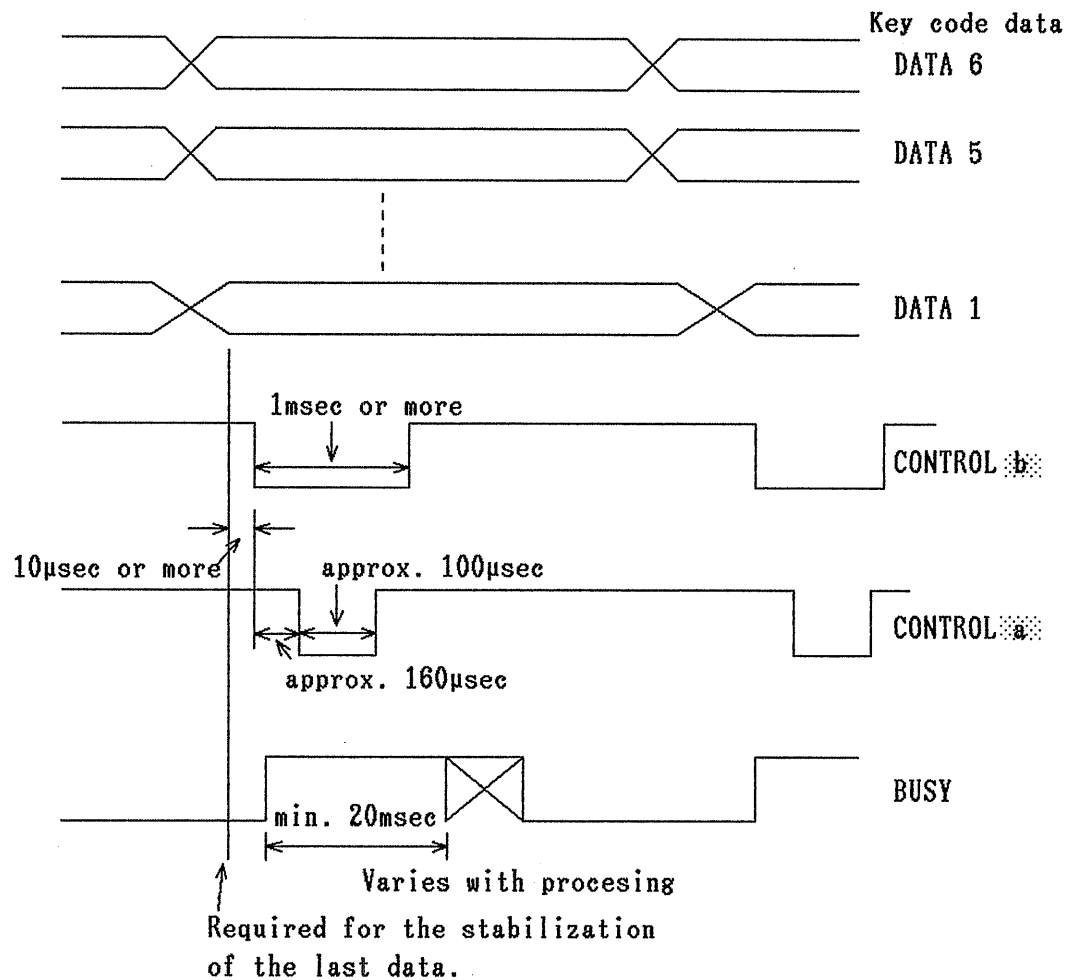 Key code data
DATA 6
DATA 5
DATA 1
1msec or more
CONTROL b
10μsec or more
approx. 100μsec
CONTROL a
approx. 160μsec
BUSY
min. 20msec
Varies with procesing
Required for the stabilization
of the last data.